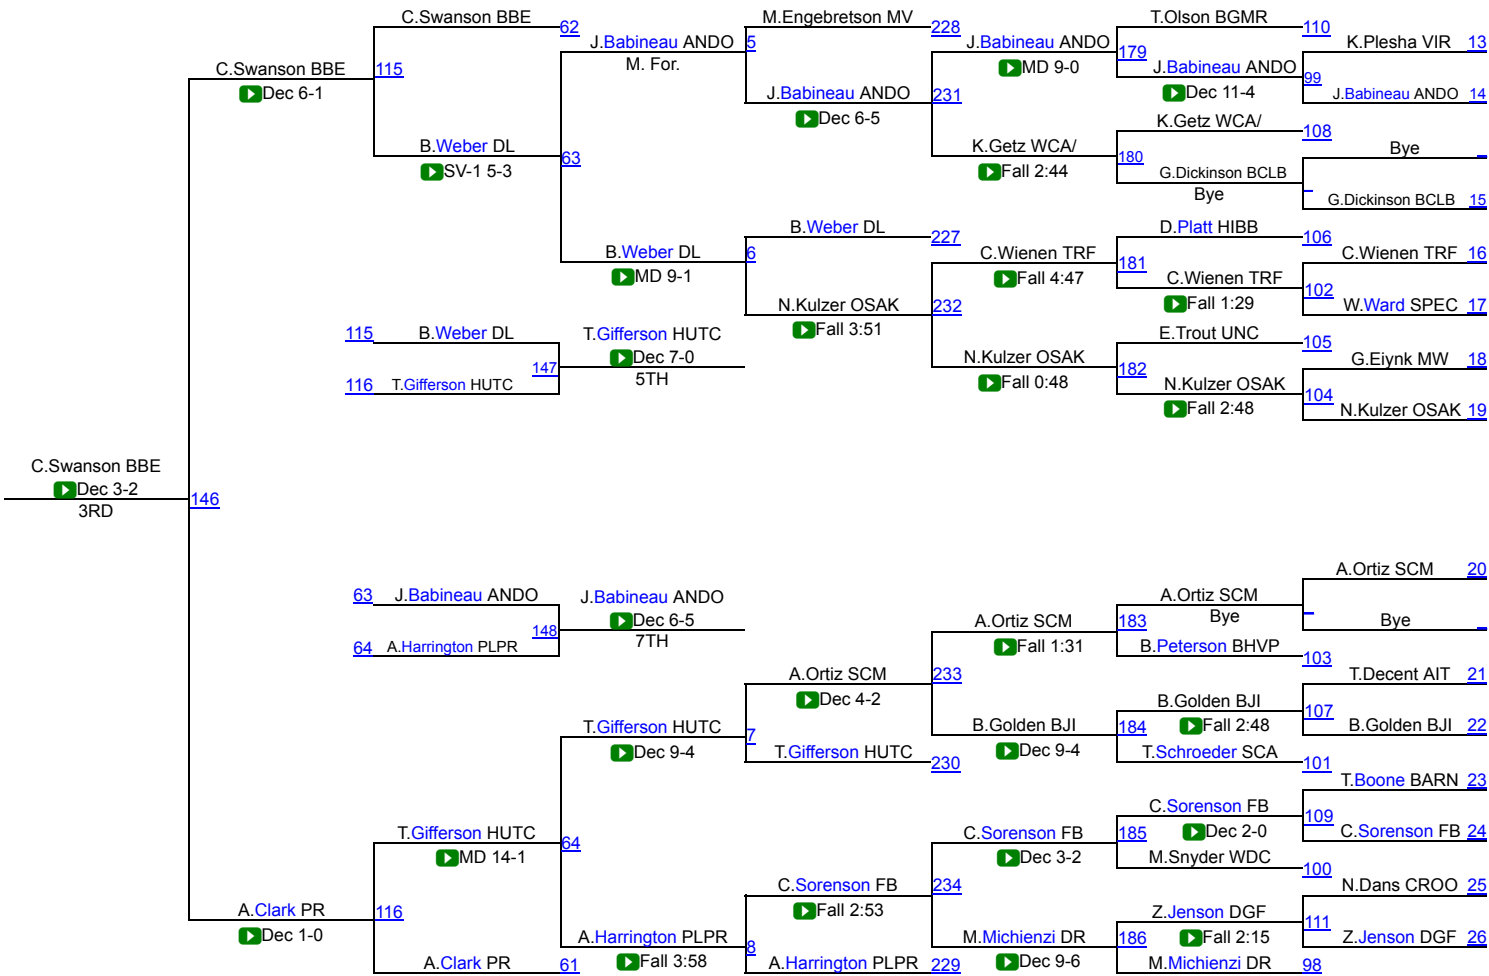 C.Swanson BBE 62
M.Engebretson MV 228
T.Olson BGMR 110
J.Babineau ANDO 5
M. For.
J.Babineau ANDO 179
MD 9-0
K.Plesha VIR 13
C.Swanson BBE 115
Dec 6-1
J.Babineau ANDO 99
Dec 11-4
J.Babineau ANDO 231
Dec 6-5
J.Babineau ANDO 14
K.Getz WCA/ 108
B.Weber DL 63
SV-1 5-3
K.Getz WCA/ 180
Fall 2:44
Bye
G.Dickinson BCLB
Bye
G.Dickinson BCLB 15
B.Weber DL 227
D.Platt HIBB 106
B.Weber DL 6
MD 9-1
C.Wienen TRF 181
Fall 4:47
C.Wienen TRF 16
C.Wienen TRF 102
Fall 1:29
N.Kulzer OSAK 232
Fall 3:51
W.Ward SPEC 17
115 B.Weber DL
T.Gifferson HUTC
Dec 7-0
5TH
147
E.Trout UNC 105
N.Kulzer OSAK 182
Fall 0:48
G.Eiynk MW 18
116 T.Gifferson HUTC
N.Kulzer OSAK 104
Fall 2:48
N.Kulzer OSAK 19
C.Swanson BBE
Dec 3-2
3RD
146
A.Ortiz SCM 20
63 J.Babineau ANDO
J.Babineau ANDO
Dec 6-5
7TH
148
A.Ortiz SCM
Bye
A.Ortiz SCM 183
Fall 1:31
Bye
64 A.Harrington PLPR
B.Peterson BHVP 103
A.Ortiz SCM 233
Dec 4-2
T.Decent AIT 21
B.Golden BJI 107
Fall 2:48
T.Gifferson HUTC 7
Dec 9-4
B.Golden BJI 184
Dec 9-4
B.Golden BJI 22
T.Gifferson HUTC 230
T.Schroeder SCA 101
T.Boone BARN 23
C.Sorenson FB 109
Dec 2-0
T.Gifferson HUTC 64
MD 14-1
C.Sorenson FB 185
Dec 3-2
C.Sorenson FB 24
M.Snyder WDC 100
C.Sorenson FB 234
Fall 2:53
N.Dans CROO 25
A.Clark PR 116
Dec 1-0
Z.Jenson DGF 111
Fall 2:15
A.Harrington PLPR 8
Fall 3:58
M.Michienzi DR 186
Dec 9-6
Z.Jenson DGF 26
A.Clark PR 61
A.Harrington PLPR 229
M.Michienzi DR 98